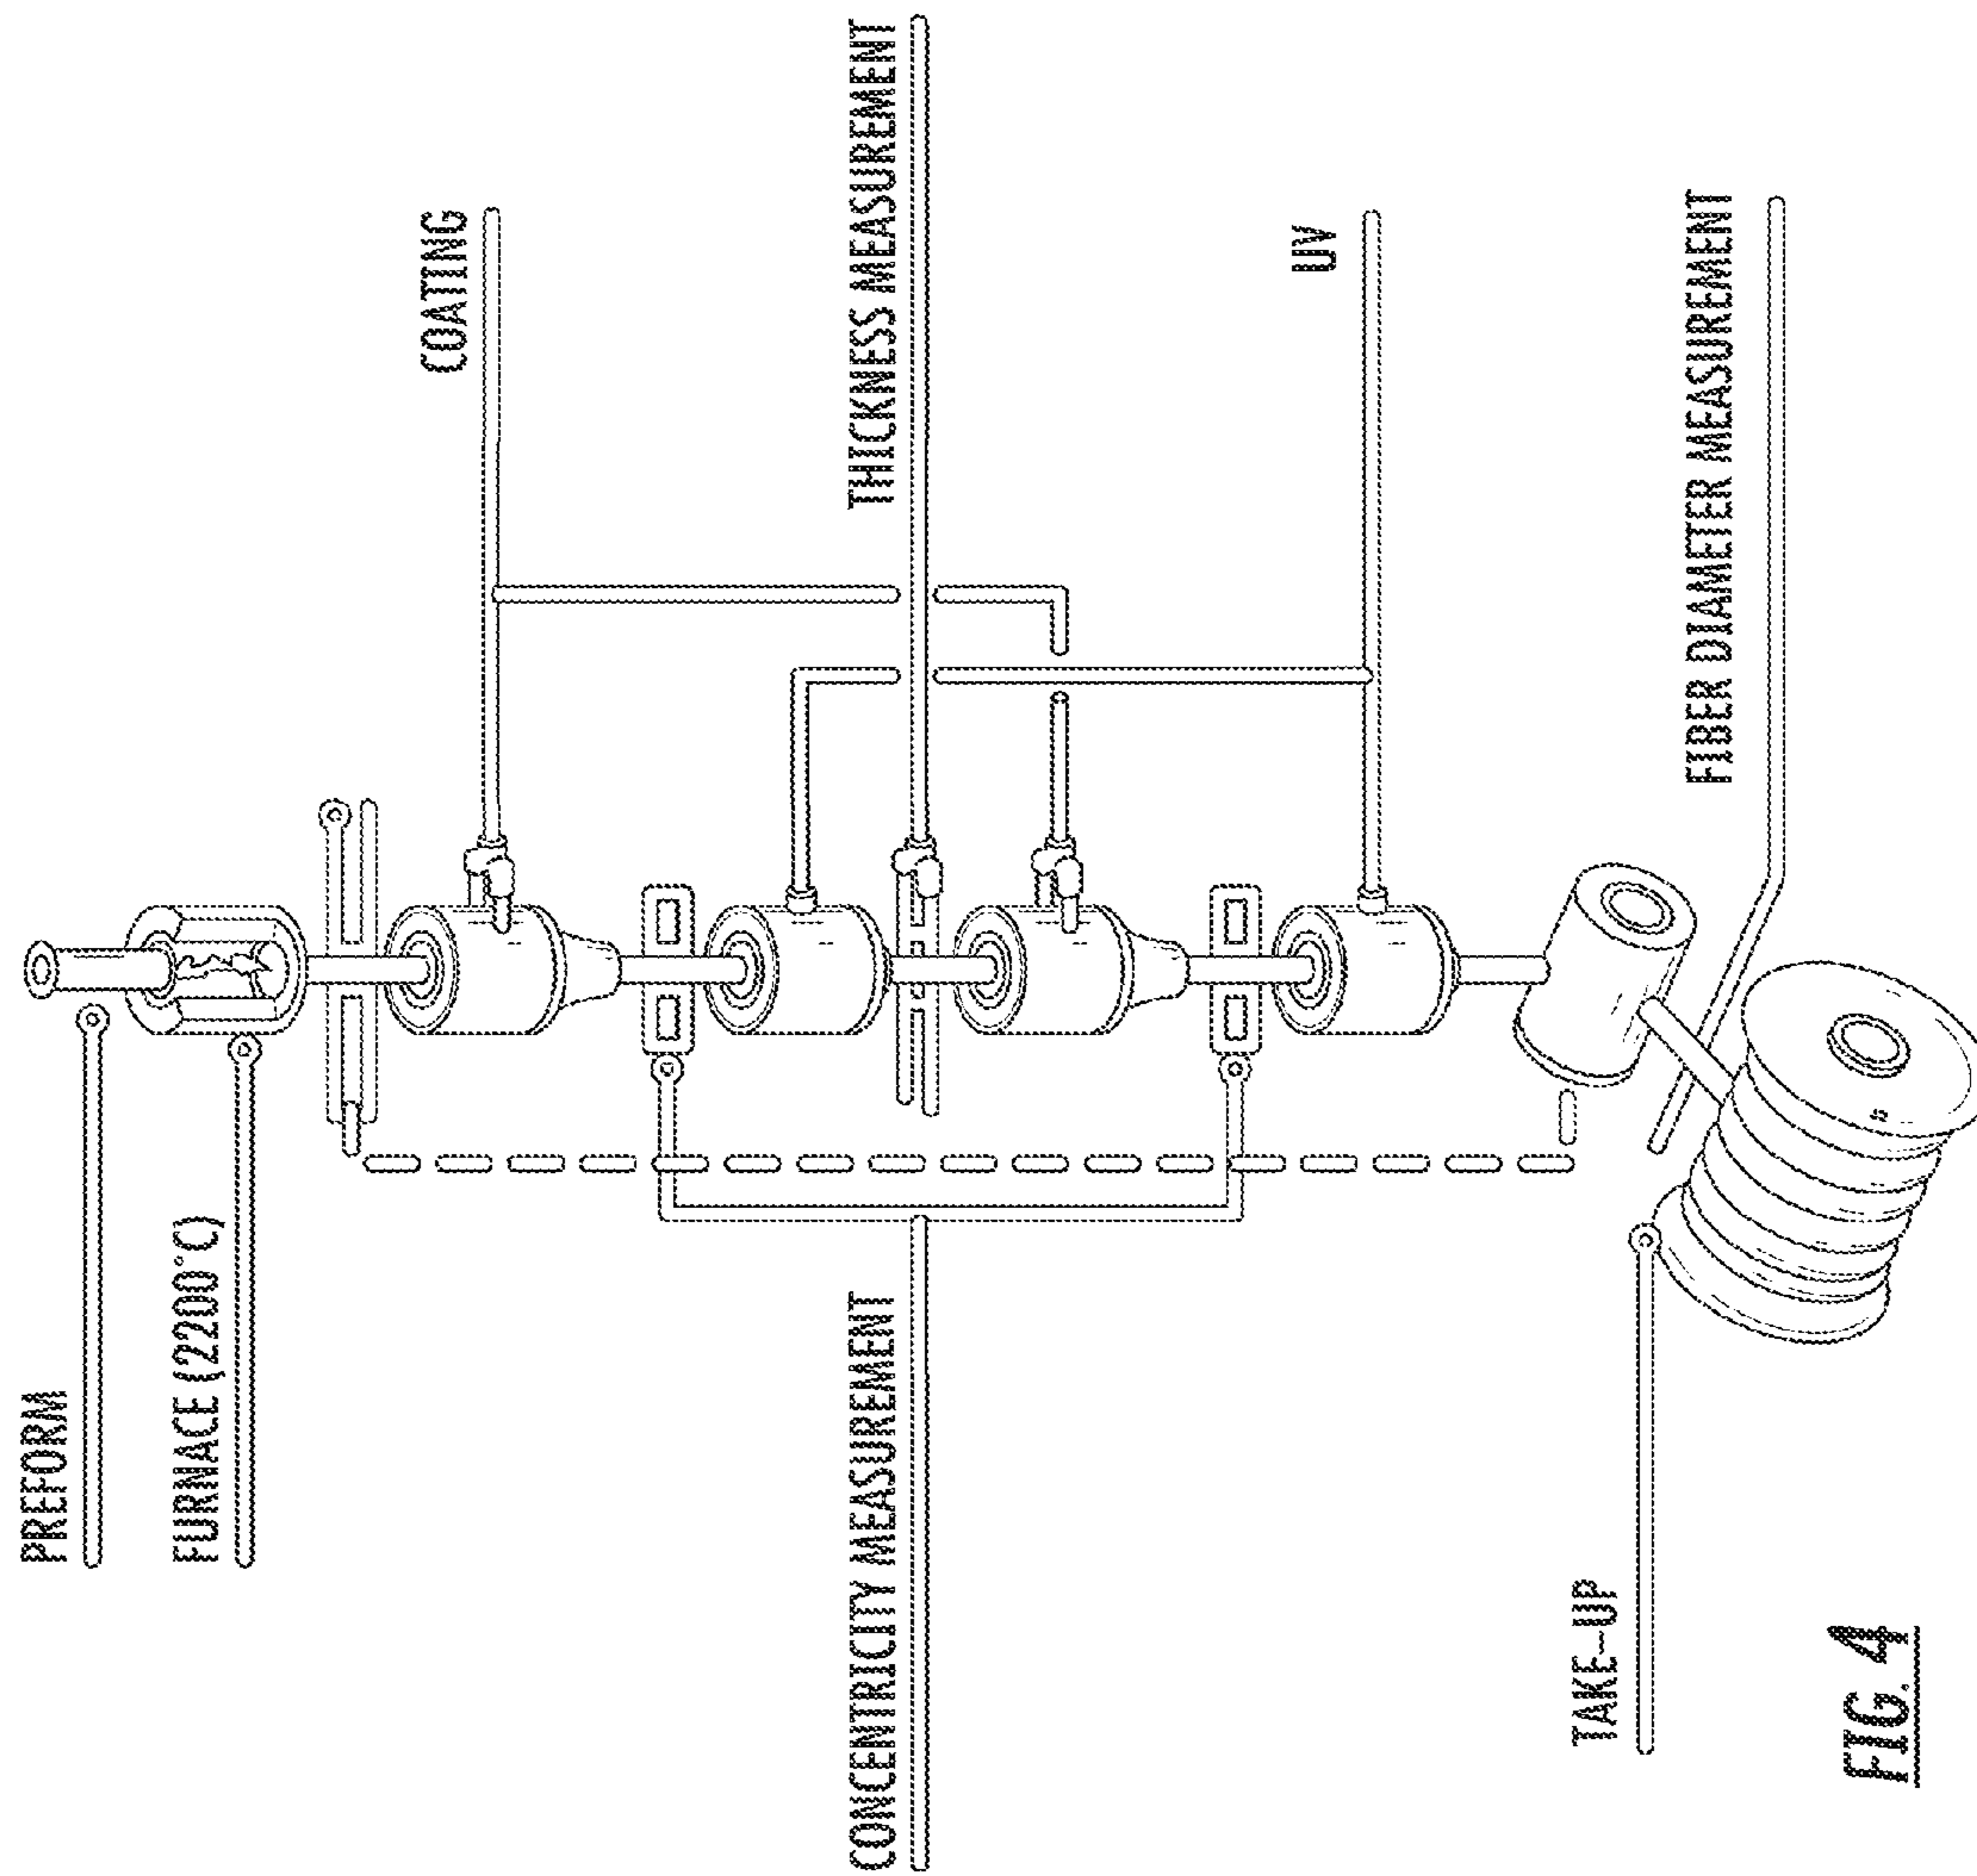 PREFORM
FURNACE (2200°C)
COATING
CONCENTRICITY MEASUREMENT
THICKNESS MEASUREMENT
UV
TAKE-UP
FIBER DIAMETER MEASUREMENT
FIG. 4